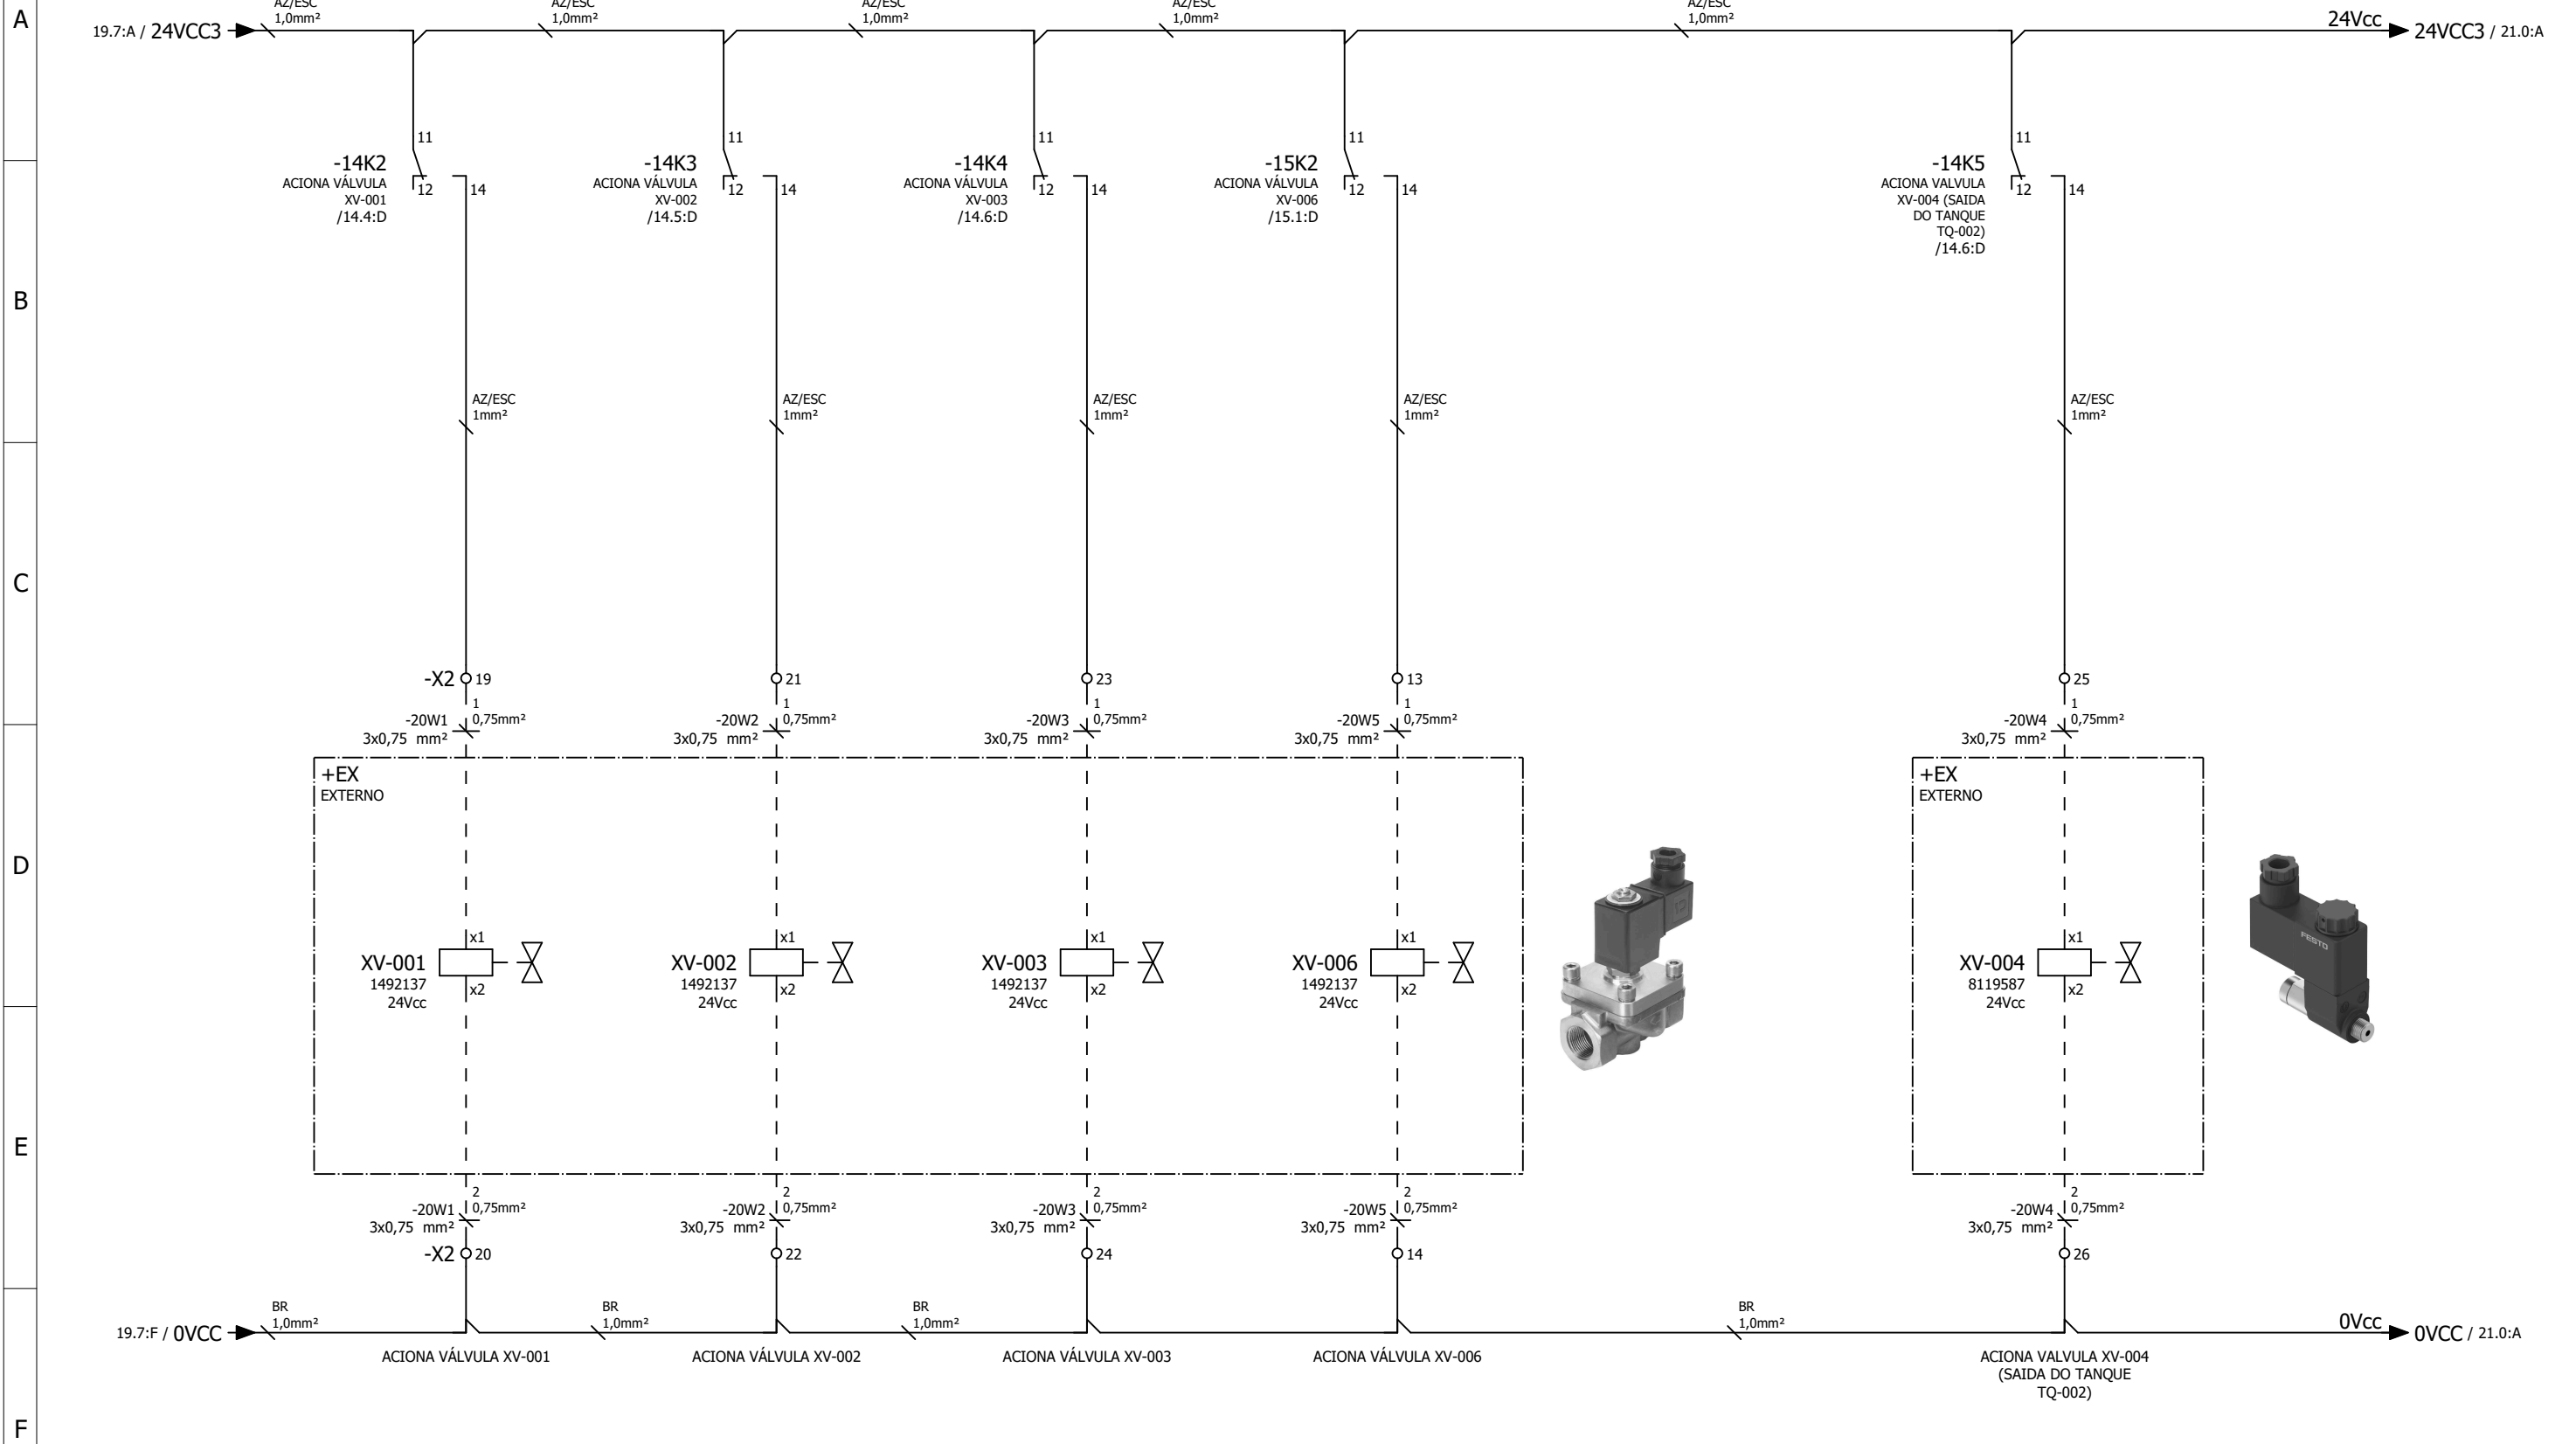 A
AZ/ESC
1,0mm²
AZ/ESC
1,0mm²
AZ/ESC
1,0mm²
AZ/ESC
1,0mm²
AZ/ESC
1,0mm²
19.7:A / 24VCC3
24Vcc
24VCC3 / 21.0:A
11
-14K2
ACIONA VÁLVULA
XV-001
/14.4:D
12
14
11
-14K3
ACIONA VÁLVULA
XV-002
/14.5:D
12
14
11
-14K4
ACIONA VÁLVULA
XV-003
/14.6:D
12
14
11
-15K2
ACIONA VÁLVULA
XV-006
/15.1:D
12
14
11
-14K5
ACIONA VALVULA
XV-004 (SAIDA
DO TANQUE
TQ-002)
/14.6:D
12
14
B
AZ/ESC
1mm²
AZ/ESC
1mm²
AZ/ESC
1mm²
AZ/ESC
1mm²
AZ/ESC
1mm²
C
-X2
19
21
23
13
25
1
-20W1
0,75mm²
3x0,75 mm²
1
-20W2
0,75mm²
3x0,75 mm²
1
-20W3
0,75mm²
3x0,75 mm²
1
-20W5
0,75mm²
3x0,75 mm²
1
-20W4
0,75mm²
3x0,75 mm²
+EX
EXTERNO
+EX
EXTERNO
D
x1
XV-001
1492137
24Vcc
x2
x1
XV-002
1492137
24Vcc
x2
x1
XV-003
1492137
24Vcc
x2
x1
XV-006
1492137
24Vcc
x2
x1
XV-004
8119587
24Vcc
x2
FESTO
E
2
-20W1
0,75mm²
3x0,75 mm²
2
-20W2
0,75mm²
3x0,75 mm²
2
-20W3
0,75mm²
3x0,75 mm²
2
-20W5
0,75mm²
3x0,75 mm²
2
-20W4
0,75mm²
3x0,75 mm²
-X2
20
22
24
14
26
BR
1,0mm²
BR
1,0mm²
BR
1,0mm²
BR
1,0mm²
19.7:F / 0VCC
0Vcc
0VCC / 21.0:A
ACIONA VÁLVULA XV-001
ACIONA VÁLVULA XV-002
ACIONA VÁLVULA XV-003
ACIONA VÁLVULA XV-006
ACIONA VALVULA XV-004
(SAIDA DO TANQUE
TQ-002)
F